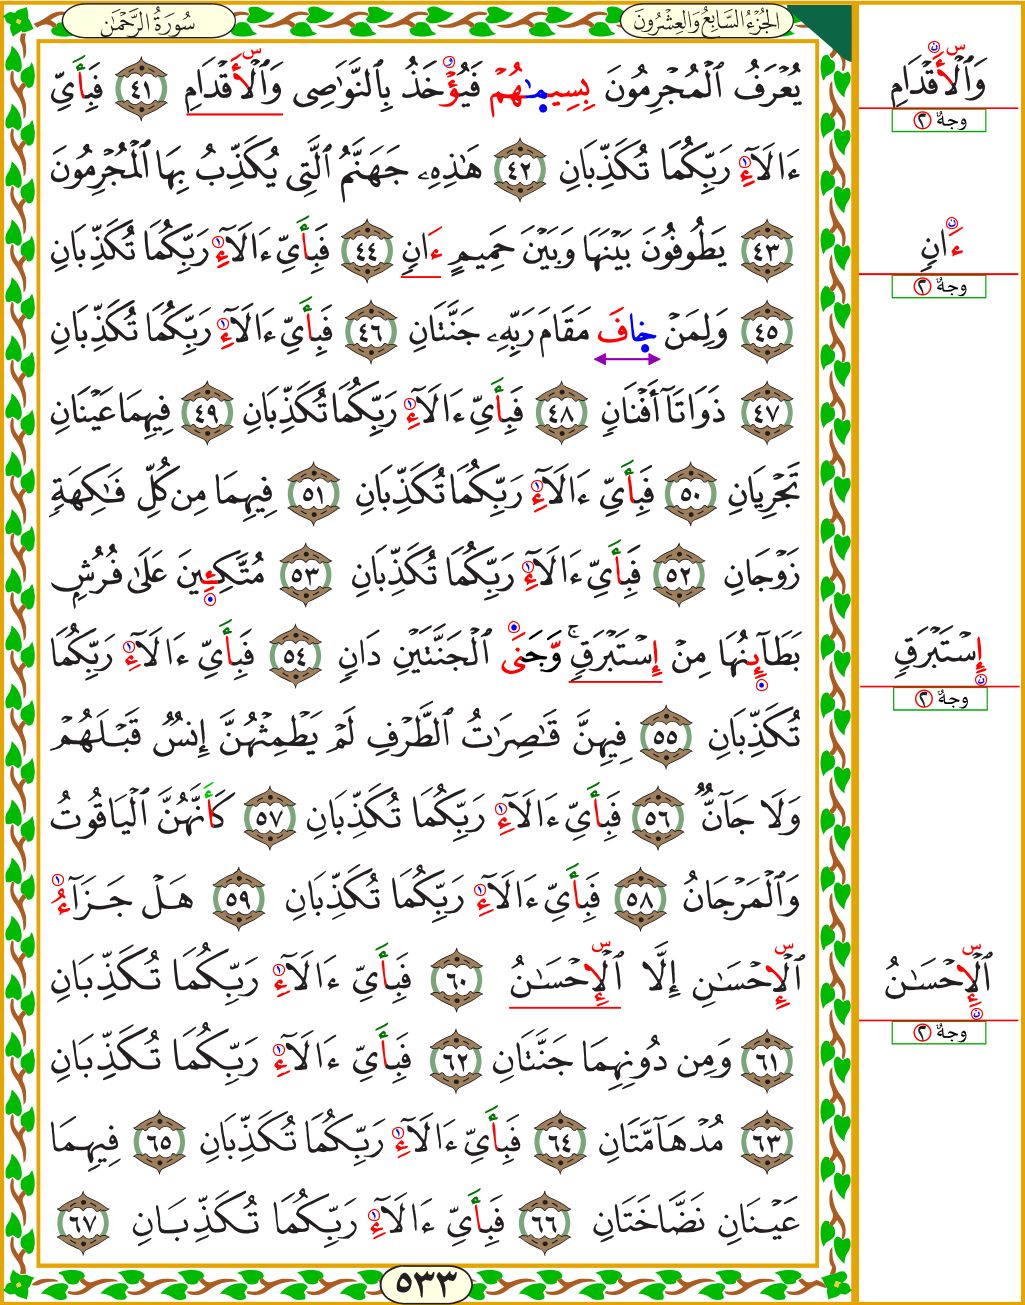 سُورَةُ الرَّحْمَٰن
الجُزْءُ السَّابِعُ وَالعِشْرُونَ
يُعْرَفُ ٱلْمُجْرِمُونَ بِسِيمَٰهُمْ فَيُؤْخَذُ بِٱلنَّوَٰصِى وَٱلْأَقْدَامِ ٤١ فَبِأَىِّ
ءَالَآءِ رَبِّكُمَا تُكَذِّبَانِ ٤٢ هَٰذِهِۦ جَهَنَّمُ ٱلَّتِى يُكَذِّبُ بِهَا ٱلْمُجْرِمُونَ
٤٣ يَطُوفُونَ بَيْنَهَا وَبَيْنَ حَمِيمٍ ءَانٍ ٤٤ فَبِأَىِّ ءَالَآءِ رَبِّكُمَا تُكَذِّبَانِ
٤٥ وَلِمَنْ خَافَ مَقَامَ رَبِّهِۦ جَنَّتَانِ ٤٦ فَبِأَىِّ ءَالَآءِ رَبِّكُمَا تُكَذِّبَانِ
٤٧ ذَوَاتَآ أَفْنَانٍ ٤٨ فَبِأَىِّ ءَالَآءِ رَبِّكُمَا تُكَذِّبَانِ ٤٩ فِيهِمَا عَيْنَانِ
تَجْرِيَانِ ٥٠ فَبِأَىِّ ءَالَآءِ رَبِّكُمَا تُكَذِّبَانِ ٥١ فِيهِمَا مِن كُلِّ فَٰكِهَةٍ
زَوْجَانِ ٥٢ فَبِأَىِّ ءَالَآءِ رَبِّكُمَا تُكَذِّبَانِ ٥٣ مُتَّكِـِٔينَ عَلَىٰ فُرُشٍۭ
بَطَآئِنُهَا مِنْ إِسْتَبْرَقٍۚ وَجَنَى ٱلْجَنَّتَيْنِ دَانٍ ٥٤ فَبِأَىِّ ءَالَآءِ رَبِّكُمَا
تُكَذِّبَانِ ٥٥ فِيهِنَّ قَٰصِرَٰتُ ٱلطَّرْفِ لَمْ يَطْمِثْهُنَّ إِنسٌ قَبْلَهُمْ
وَلَا جَآنٌّ ٥٦ فَبِأَىِّ ءَالَآءِ رَبِّكُمَا تُكَذِّبَانِ ٥٧ كَأَنَّهُنَّ ٱلْيَاقُوتُ
وَٱلْمَرْجَانُ ٥٨ فَبِأَىِّ ءَالَآءِ رَبِّكُمَا تُكَذِّبَانِ ٥٩ هَلْ جَزَآءُ
ٱلْإِحْسَٰنِ إِلَّا ٱلْإِحْسَٰنُ ٦٠ فَبِأَىِّ ءَالَآءِ رَبِّكُمَا تُكَذِّبَانِ
٦١ وَمِن دُونِهِمَا جَنَّتَانِ ٦٢ فَبِأَىِّ ءَالَآءِ رَبِّكُمَا تُكَذِّبَانِ
٦٣ مُدْهَآمَّتَانِ ٦٤ فَبِأَىِّ ءَالَآءِ رَبِّكُمَا تُكَذِّبَانِ ٦٥ فِيهِمَا
عَيْنَانِ نَضَّاخَتَانِ ٦٦ فَبِأَىِّ ءَالَآءِ رَبِّكُمَا تُكَذِّبَانِ ٦٧
٥٣٣
وَٱلْأَقْدَامِ
وجهٌ ٢
ءَانٍ
وجهٌ ٢
إِسْتَبْرَقٍ
وجهٌ ٢
ٱلْإِحْسَٰنُ
وجهٌ ٢